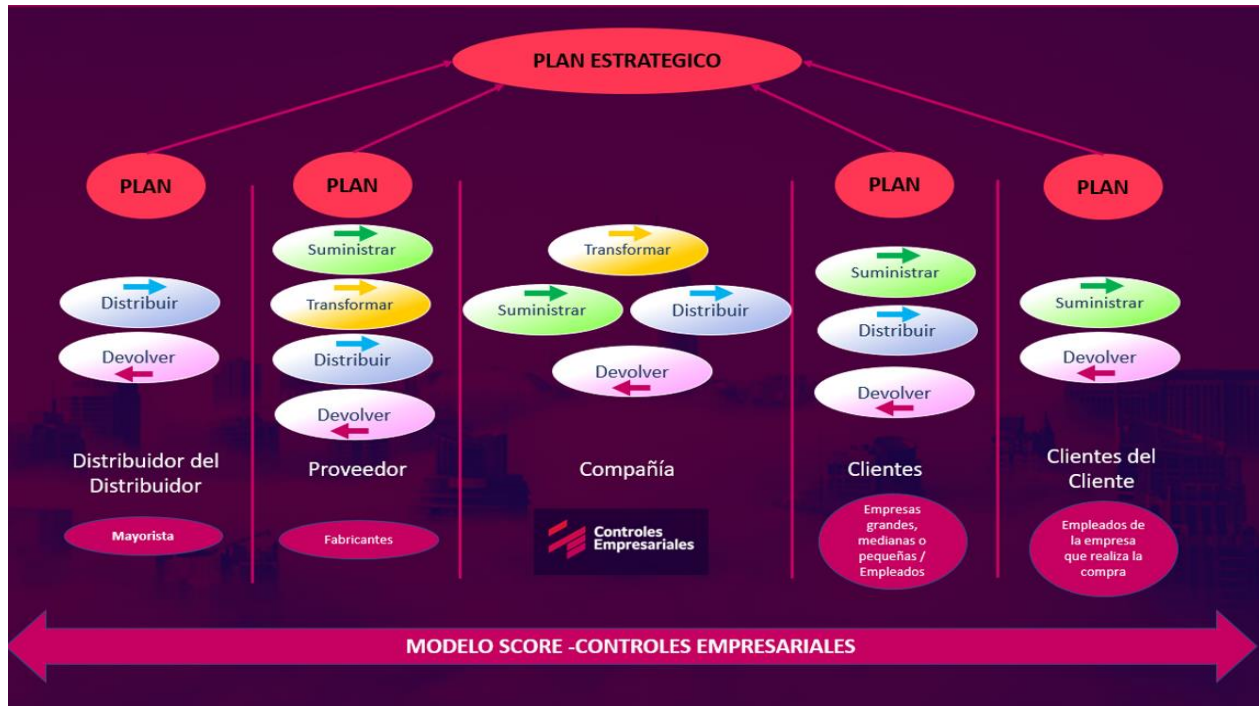 PLAN ESTRATEGICO
PLAN
Distribuir
Devolver
Distribuidor del
Distribuidor
Mayorista
PLAN
Suministrar
Transformar
Distribuir
Devolver
Proveedor
Fabricantes
Transformar
Suministrar
Distribuir
Devolver
Compañía
Controles
Empresariales
PLAN
Suministrar
Distribuir
Devolver
Clientes
Empresas
grandes,
medianas o
pequeñas /
Empleados
PLAN
Suministrar
Devolver
Clientes del
Cliente
Empleados de
la empresa
que realiza la
compra
MODELO SCORE -CONTROLES EMPRESARIALES